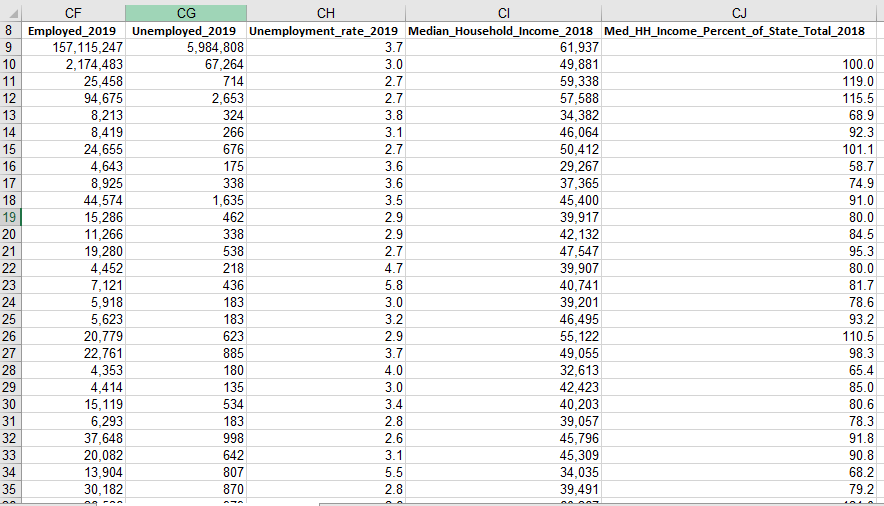 CF CG CH CI CJ
8 Employed_2019 Unemployed_2019 Unemployment_rate_2019 Median_Household_Income_2018 Med_HH_Income_Percent_of_State_Total_2018
9 157,115,247 5,984,808 3.7 61,937
10 2,174,483 67,264 3.0 49,881 100.0
11 25,458 714 2.7 59,338 119.0
12 94,675 2,653 2.7 57,588 115.5
13 8,213 324 3.8 34,382 68.9
14 8,419 266 3.1 46,064 92.3
15 24,655 676 2.7 50,412 101.1
16 4,643 175 3.6 29,267 58.7
17 8,925 338 3.6 37,365 74.9
18 44,574 1,635 3.5 45,400 91.0
19 15,286 462 2.9 39,917 80.0
20 11,266 338 2.9 42,132 84.5
21 19,280 538 2.7 47,547 95.3
22 4,452 218 4.7 39,907 80.0
23 7,121 436 5.8 40,741 81.7
24 5,918 183 3.0 39,201 78.6
25 5,623 183 3.2 46,495 93.2
26 20,779 623 2.9 55,122 110.5
27 22,761 885 3.7 49,055 98.3
28 4,353 180 4.0 32,613 65.4
29 4,414 135 3.0 42,423 85.0
30 15,119 534 3.4 40,203 80.6
31 6,293 183 2.8 39,057 78.3
32 37,648 998 2.6 45,796 91.8
33 20,082 642 3.1 45,309 90.8
34 13,904 807 5.5 34,035 68.2
35 30,182 870 2.8 39,491 79.2